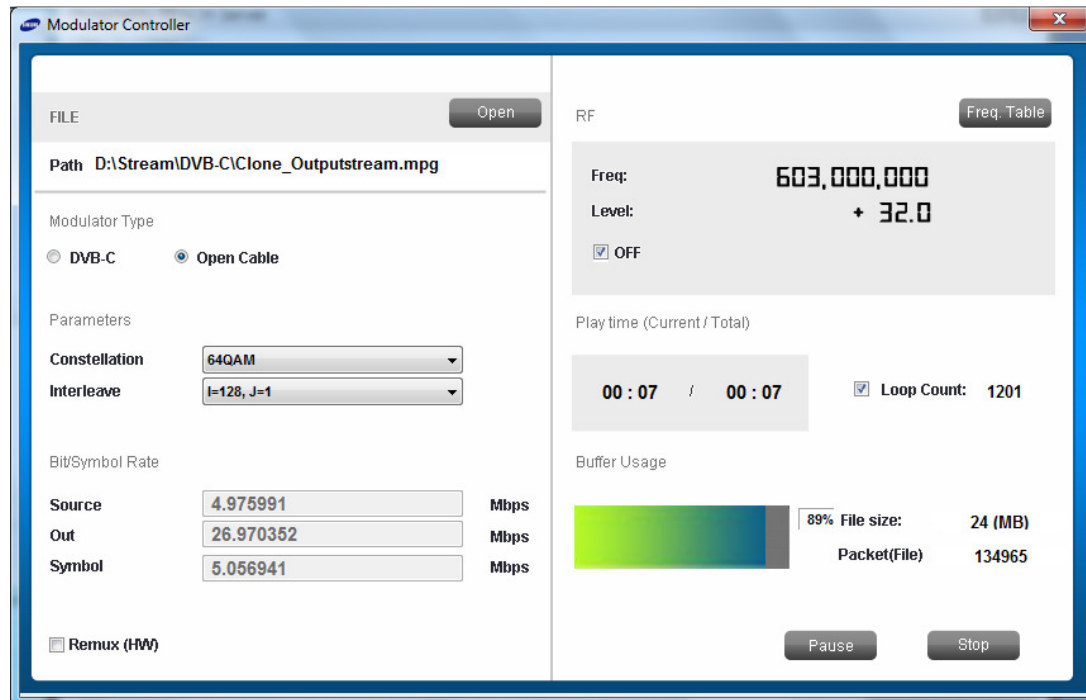 Modulator Controller
FILE
Open
Path D:\Stream\DVB-C\Clone_Outputstream.mpg
Modulator Type
DVB-C Open Cable
Parameters
Constellation 64QAM
Interleave I=128, J=1
Bit/Symbol Rate
Source 4.975991 Mbps
Out 26.970352 Mbps
Symbol 5.056941 Mbps
Remux (HW)
RF
Freq. Table
Freq: 603,000,000
Level: + 32.0
OFF
Play time (Current / Total)
00 : 07 / 00 : 07 Loop Count: 1201
Buffer Usage
89% File size: 24 (MB)
Packet(File) 134965
Pause Stop